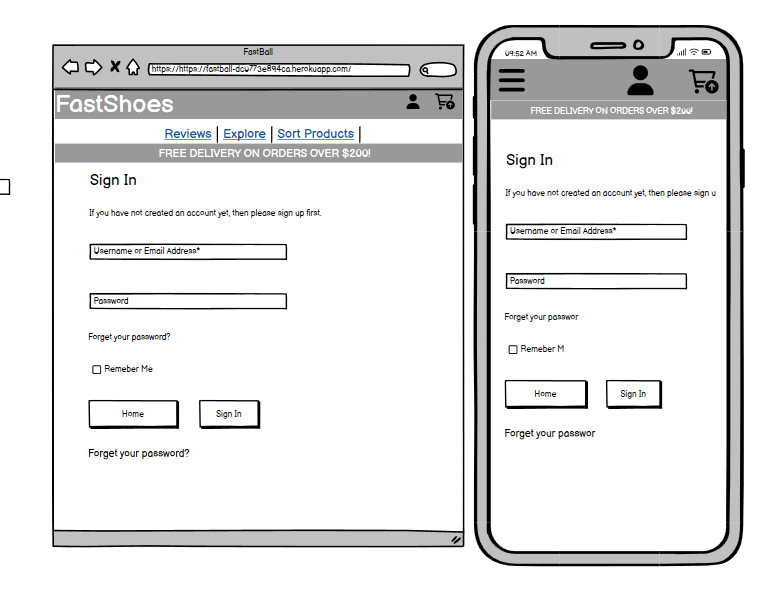 FastBall
https://https://fastball-dcu773e894ca.herokuapp.com/
FastShoes
Reviews | Explore | Sort Products |
FREE DELIVERY ON ORDERS OVER $200!
Sign In
If you have not created an account yet, then please sign up first.
Username or Email Address*
Password
Forget your password?
Remeber Me
Home
Sign In
Forget your password?
09:52 AM
FREE DELIVERY ON ORDERS OVER $200!
Sign In
If you have not created an account yet, then please sign u
Username or Email Address*
Password
Forget your passwor
Remeber M
Home
Sign In
Forget your passwor